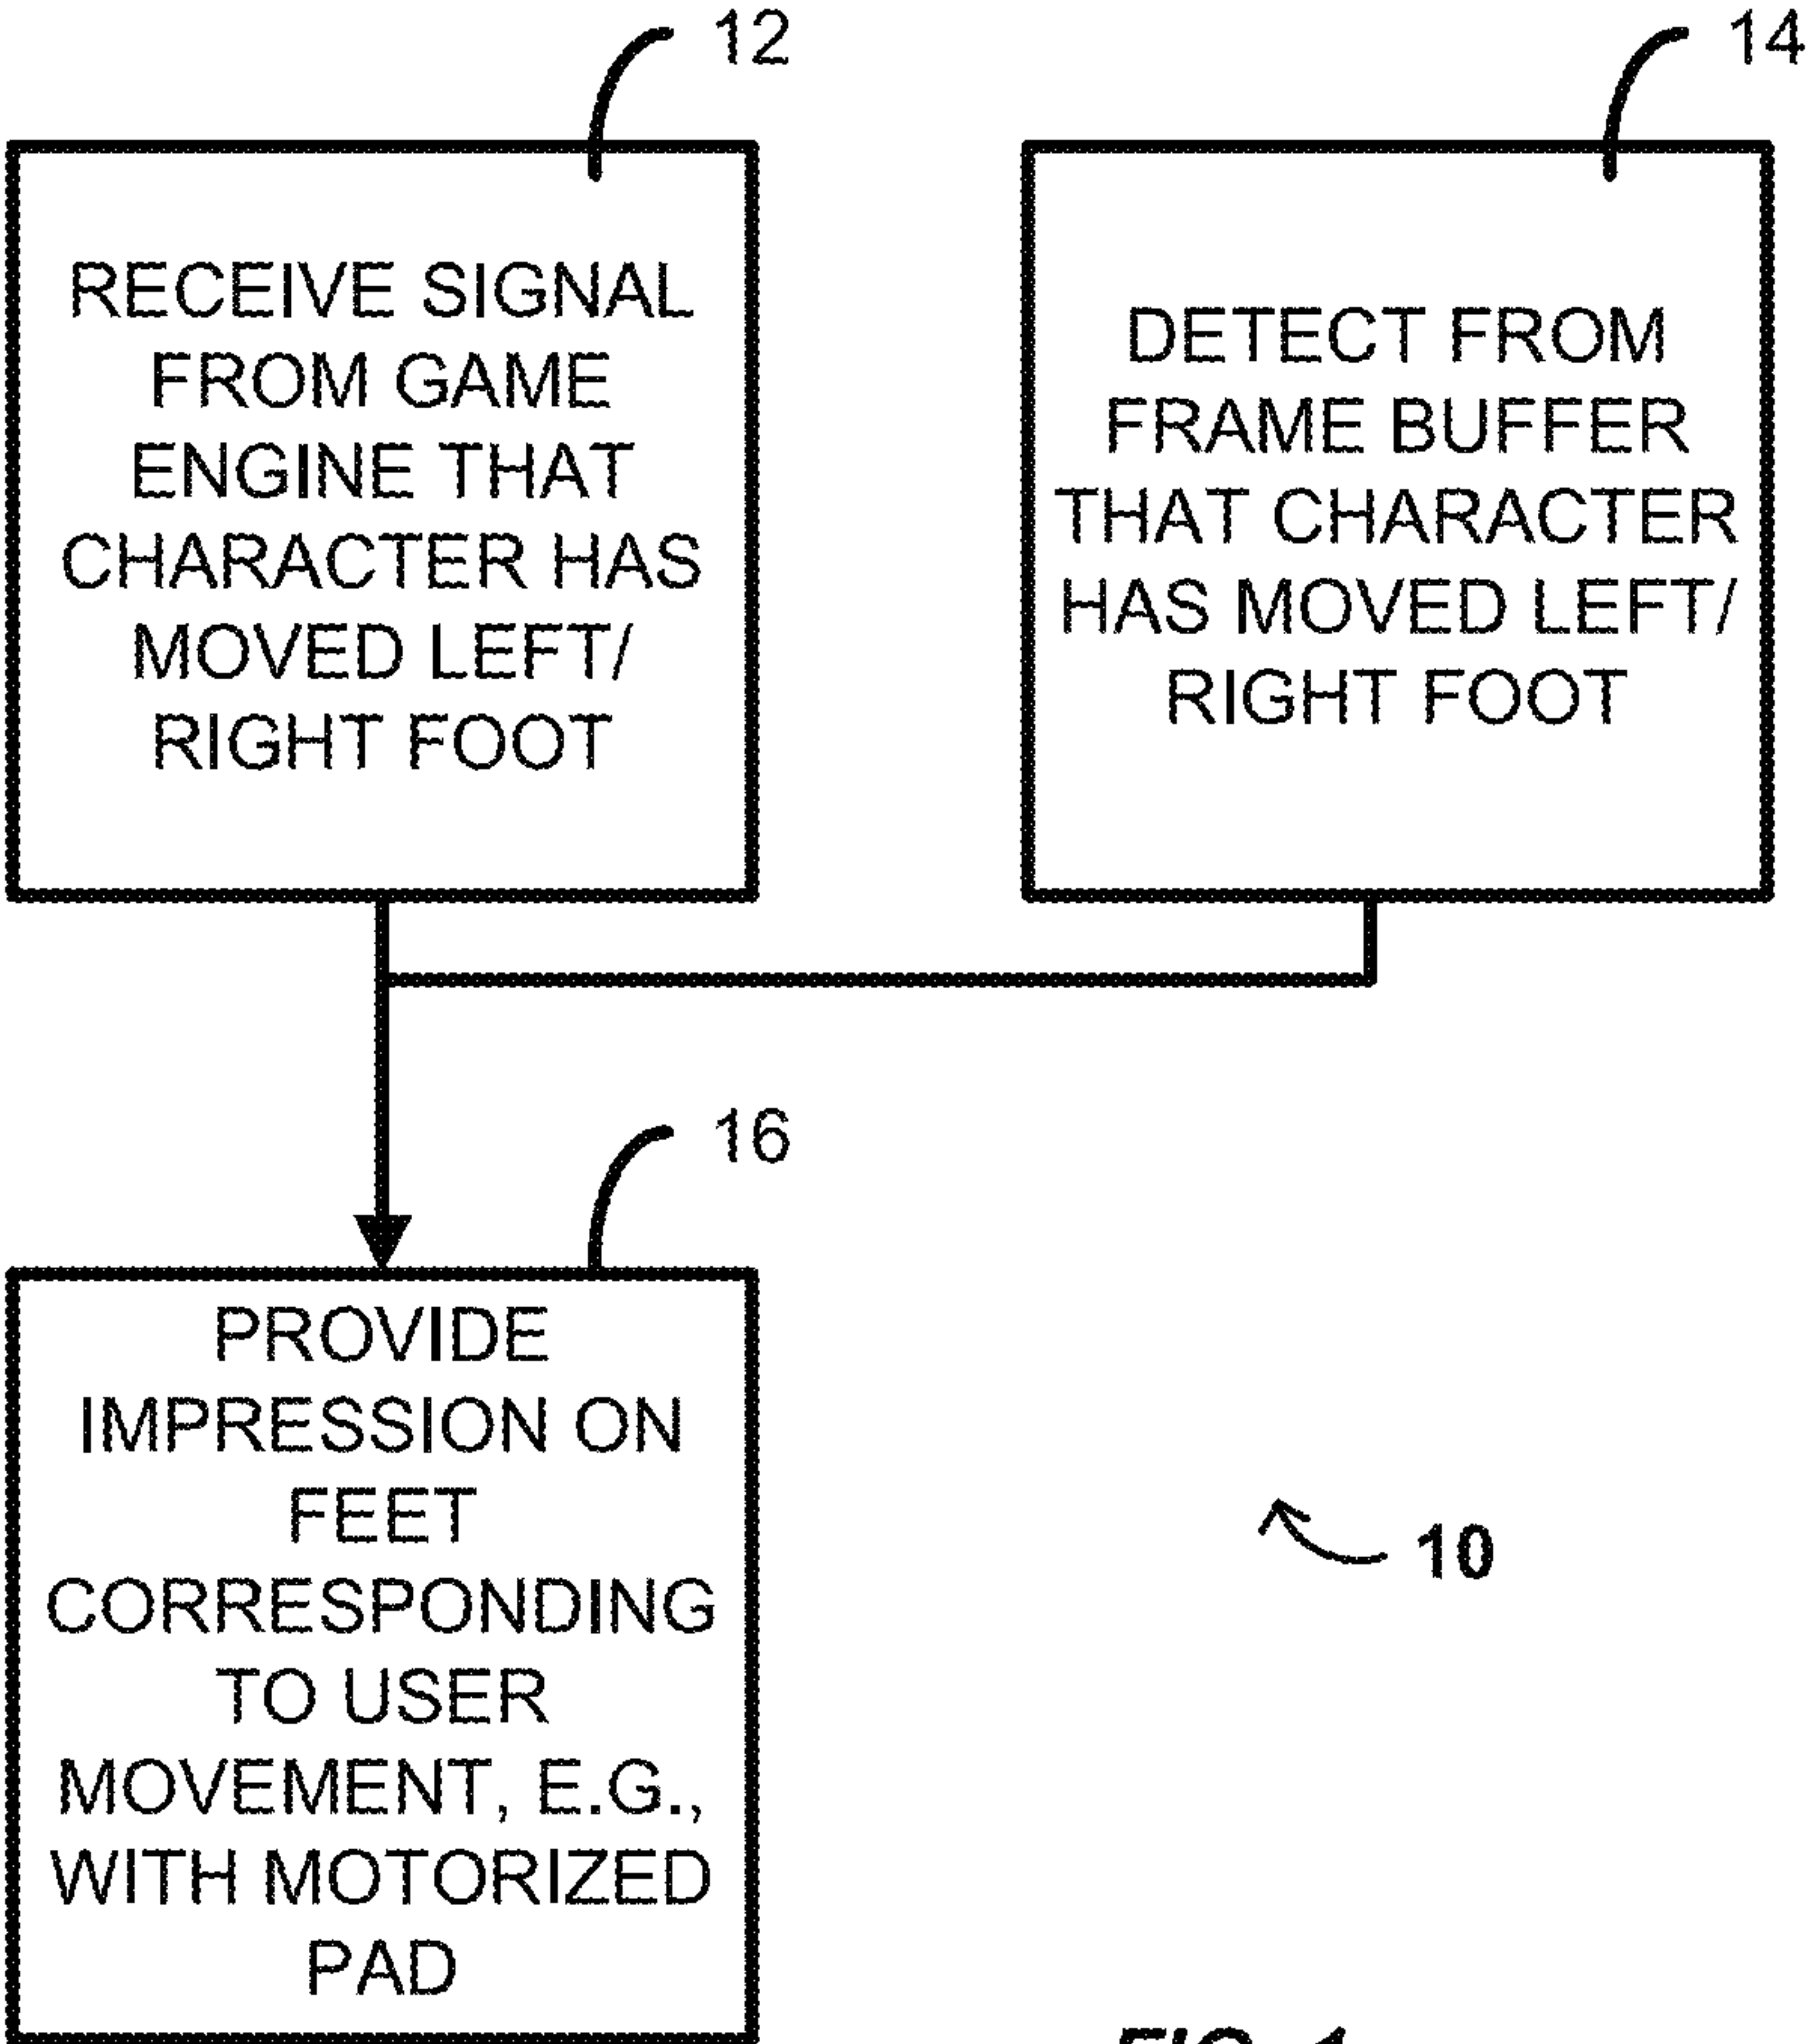 12
RECEIVE SIGNAL
FROM GAME
ENGINE THAT
CHARACTER HAS
MOVED LEFT/
RIGHT FOOT
14
DETECT FROM
FRAME BUFFER
THAT CHARACTER
HAS MOVED LEFT/
RIGHT FOOT
16
PROVIDE
IMPRESSION ON
FEET
CORRESPONDING
TO USER
MOVEMENT, E.G.,
WITH MOTORIZED
PAD
10
FIG. 1